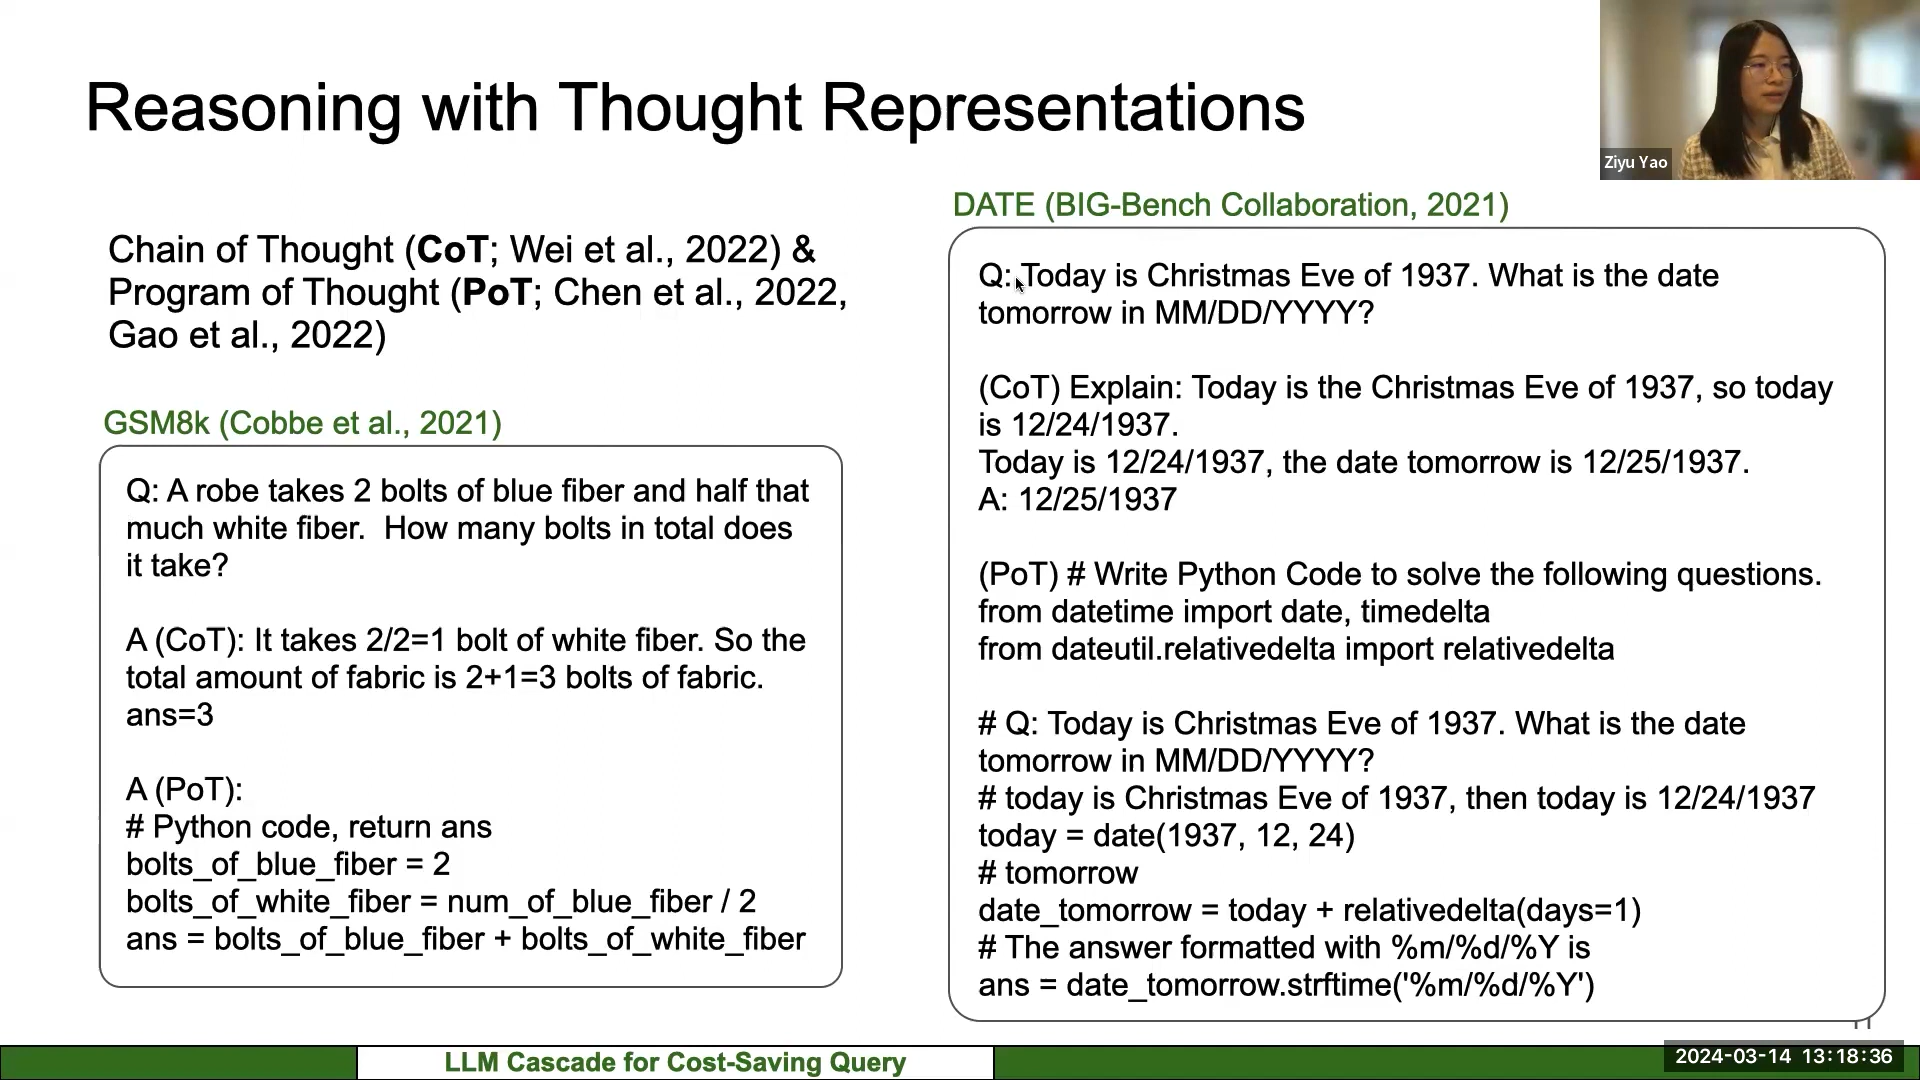 Reasoning with Thought Representations
Ziyu Yao
Chain of Thought (CoT; Wei et al., 2022) &
Program of Thought (PoT; Chen et al., 2022,
Gao et al., 2022)
GSM8k (Cobbe et al., 2021)
Q: A robe takes 2 bolts of blue fiber and half that
much white fiber.  How many bolts in total does
it take?
A (CoT): It takes 2/2=1 bolt of white fiber. So the
total amount of fabric is 2+1=3 bolts of fabric.
ans=3
A (PoT):
# Python code, return ans
bolts_of_blue_fiber = 2
bolts_of_white_fiber = num_of_blue_fiber / 2
ans = bolts_of_blue_fiber + bolts_of_white_fiber
DATE (BIG-Bench Collaboration, 2021)
Q: Today is Christmas Eve of 1937. What is the date
tomorrow in MM/DD/YYYY?
(CoT) Explain: Today is the Christmas Eve of 1937, so today
is 12/24/1937.
Today is 12/24/1937, the date tomorrow is 12/25/1937.
A: 12/25/1937
(PoT) # Write Python Code to solve the following questions.
from datetime import date, timedelta
from dateutil.relativedelta import relativedelta
# Q: Today is Christmas Eve of 1937. What is the date
tomorrow in MM/DD/YYYY?
# today is Christmas Eve of 1937, then today is 12/24/1937
today = date(1937, 12, 24)
# tomorrow
date_tomorrow = today + relativedelta(days=1)
# The answer formatted with %m/%d/%Y is
ans = date_tomorrow.strftime('%m/%d/%Y')
LLM Cascade for Cost-Saving Query
2024-03-14 13:18:36